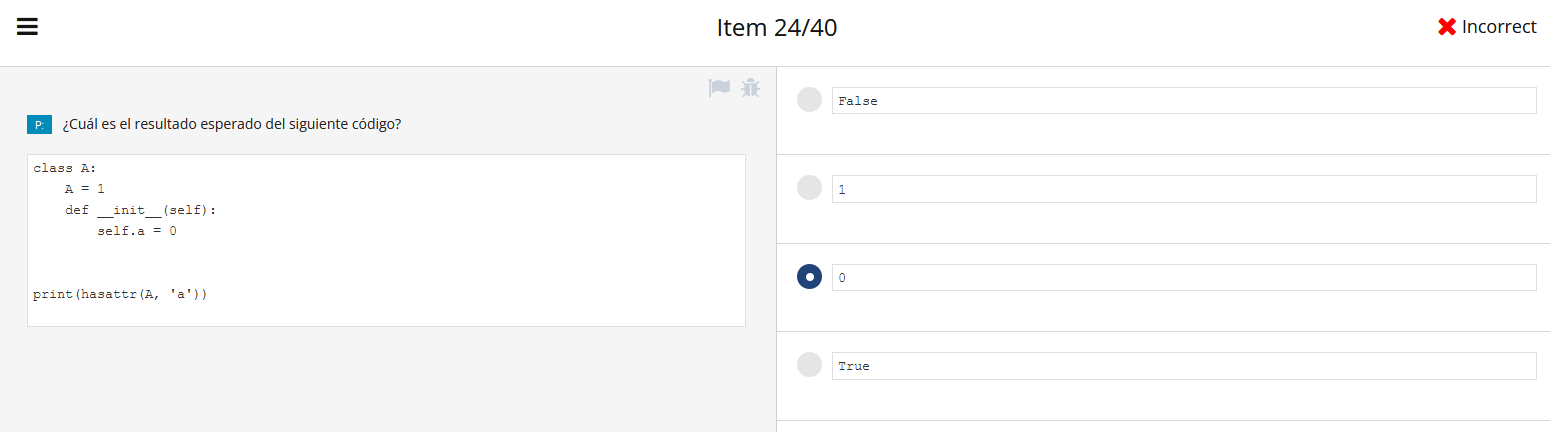 Item 24/40
Incorrect
P:
¿Cuál es el resultado esperado del siguiente código?
class A:
    A = 1
    def __init__(self):
        self.a = 0
print(hasattr(A, 'a'))
False
1
0
True